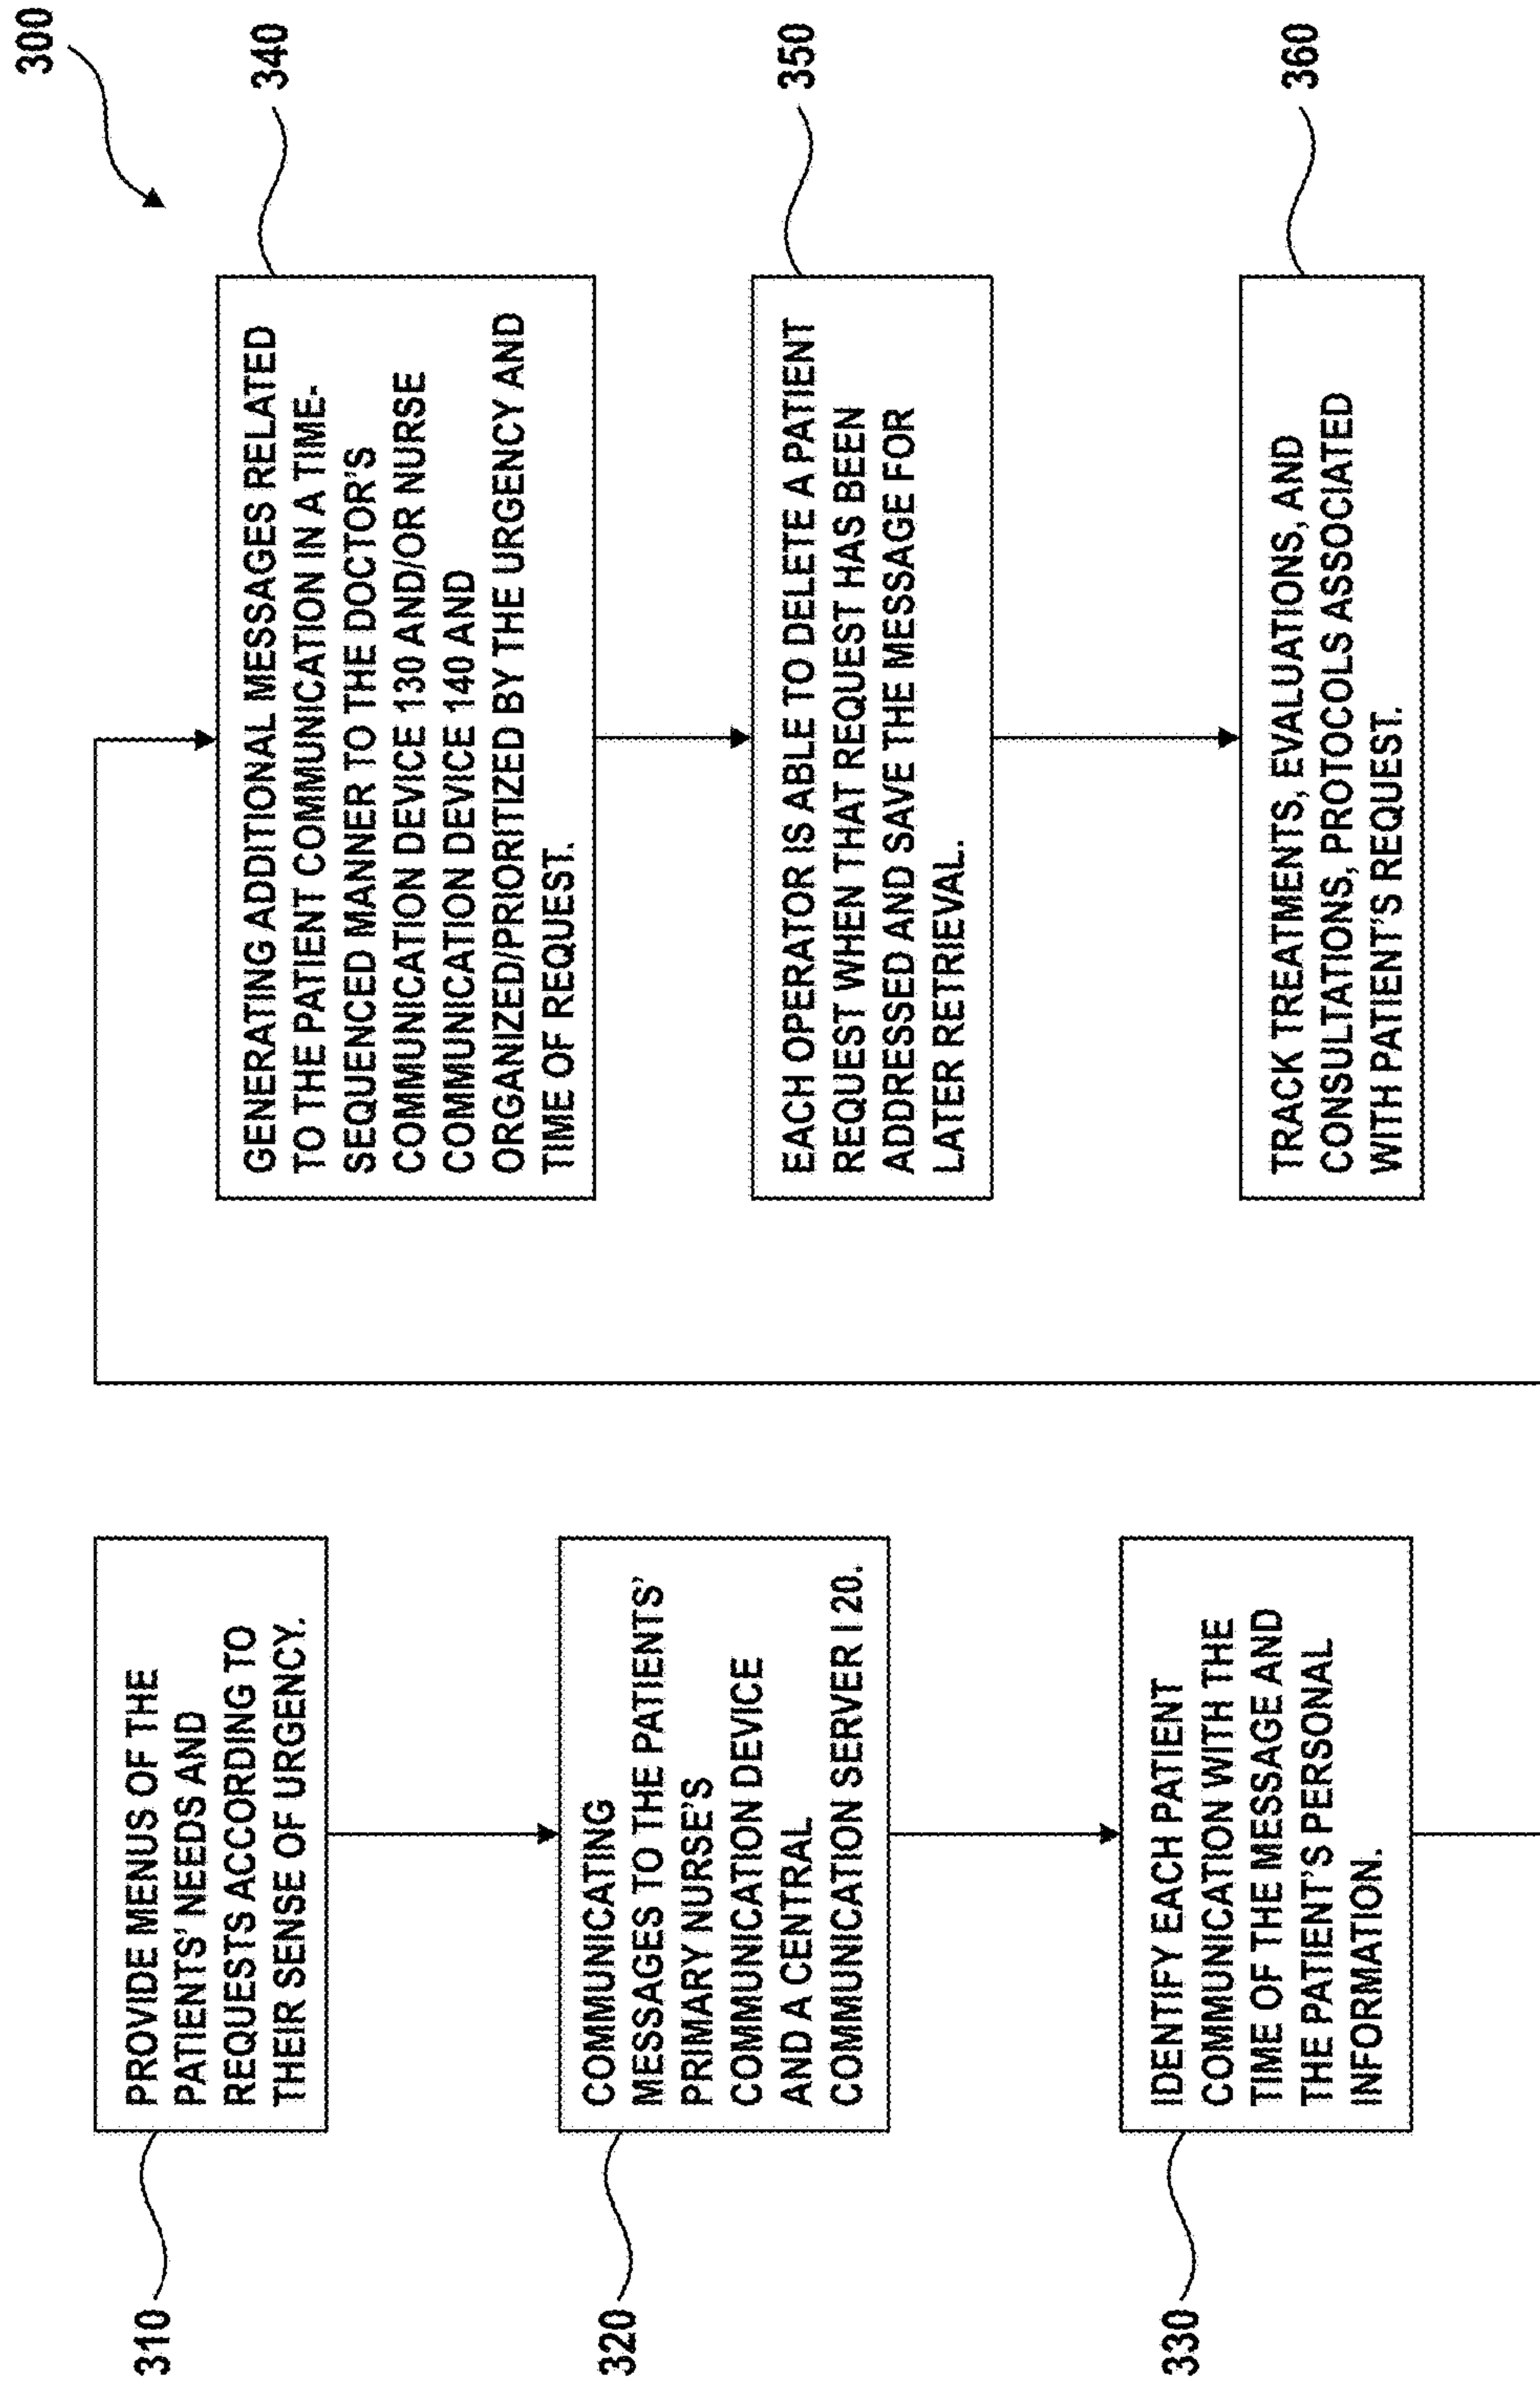 300
310
PROVIDE MENUS OF THE
PATIENTS' NEEDS AND
REQUESTS ACCORDING TO
THEIR SENSE OF URGENCY.
320
COMMUNICATING
MESSAGES TO THE PATIENTS'
PRIMARY NURSE'S
COMMUNICATION DEVICE
AND A CENTRAL
COMMUNICATION SERVER I 20.
330
IDENTIFY EACH PATIENT
COMMUNICATION WITH THE
TIME OF THE MESSAGE AND
THE PATIENT'S PERSONAL
INFORMATION.
340
GENERATING ADDITIONAL MESSAGES RELATED
TO THE PATIENT COMMUNICATION IN A TIME-
SEQUENCED MANNER TO THE DOCTOR'S
COMMUNICATION DEVICE 130 AND/OR NURSE
COMMUNICATION DEVICE 140 AND
ORGANIZED/PRIORITIZED BY THE URGENCY AND
TIME OF REQUEST.
350
EACH OPERATOR IS ABLE TO DELETE A PATIENT
REQUEST WHEN THAT REQUEST HAS BEEN
ADDRESSED AND SAVE THE MESSAGE FOR
LATER RETRIEVAL.
360
TRACK TREATMENTS, EVALUATIONS, AND
CONSULTATIONS, PROTOCOLS ASSOCIATED
WITH PATIENT'S REQUEST.